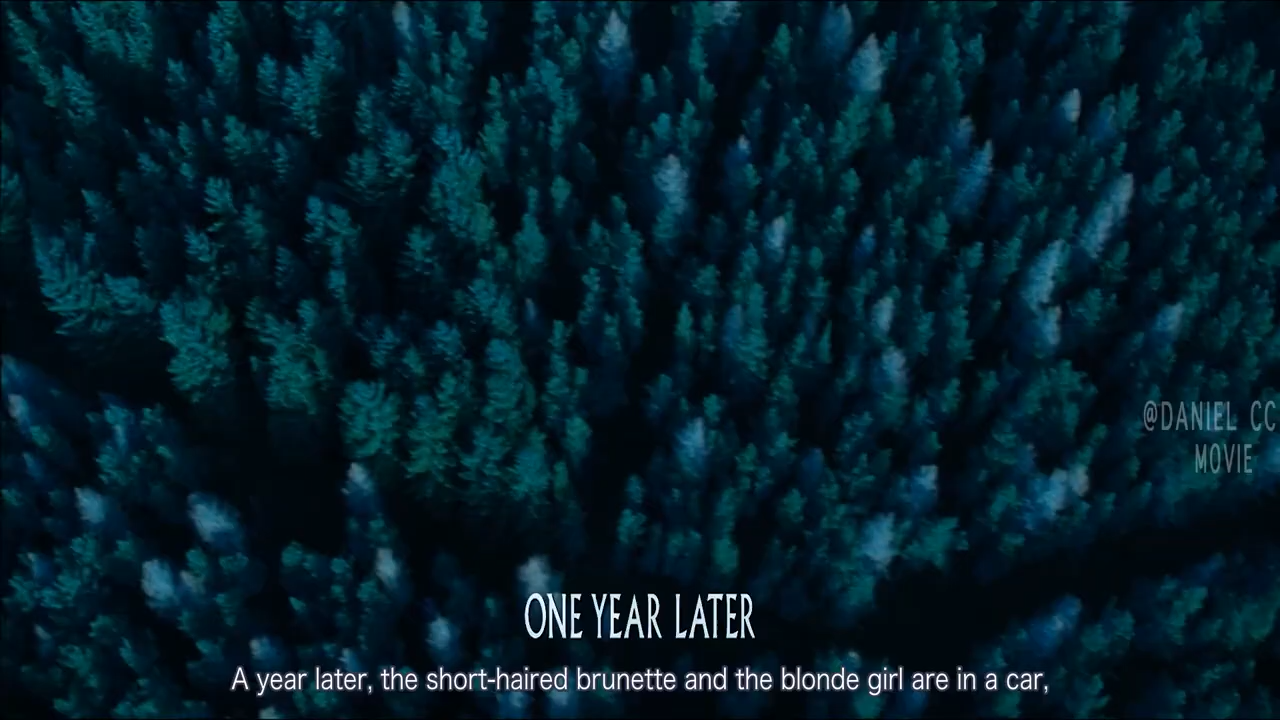 @DANIEL CC
MOVIE
ONE YEAR LATER
A year later, the short-haired brunette and the blonde girl are in a car,